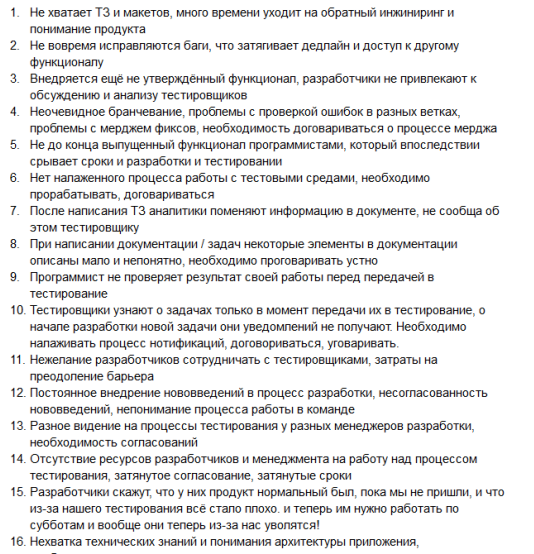 1. Не хватает ТЗ и макетов, много времени уходит на обратный инжиниринг и
понимание продукта
2. Не вовремя исправляются баги, что затягивает дедлайн и доступ к другому
функционалу
3. Внедряется ещё не утверждённый функционал, разработчики не привлекают к
обсуждению и анализу тестировщиков
4. Неочевидное бранчевание, проблемы с проверкой ошибок в разных ветках,
проблемы с мерджем фиксов, необходимость договариваться о процессе мерджа
5. Не до конца выпущенный функционал программистами, который впоследствии
срывает сроки и разработки и тестировании
6. Нет налаженного процесса работы с тестовыми средами, необходимо
прорабатывать, договариваться
7. После написания ТЗ аналитики поменяют информацию в документе, не сообща об
этом тестировщику
8. При написании документации / задач некоторые элементы в документации
описаны мало и непонятно, необходимо проговаривать устно
9. Программист не проверяет результат своей работы перед передачей в
тестирование
10. Тестировщики узнают о задачах только в момент передачи их в тестирование, о
начале разработки новой задачи они уведомлений не получают. Необходимо
налаживать процесс нотификаций, договориваться, уговаривать.
11. Нежелание разработчиков сотрудничать с тестировщиками, затраты на
преодоление барьера
12. Постоянное внедрение нововведений в процесс разработки, несогласованность
нововведений, непонимание процесса работы в команде
13. Разное видение на процессы тестирования у разных менеджеров разработки,
необходимость согласований
14. Отсутствие ресурсов разработчиков и менеджмента на работу над процессом
тестирования, затянутое согласование, затянутые сроки
15. Разработчики скажут, что у них продукт нормальный был, пока мы не пришли, и что
из-за нашего тестирования всё стало плохо. и теперь им нужно работать по
субботам и вообще они теперь из-за нас уволятся!
16. Нехватка технических знаний и понимания архитектуры приложения,